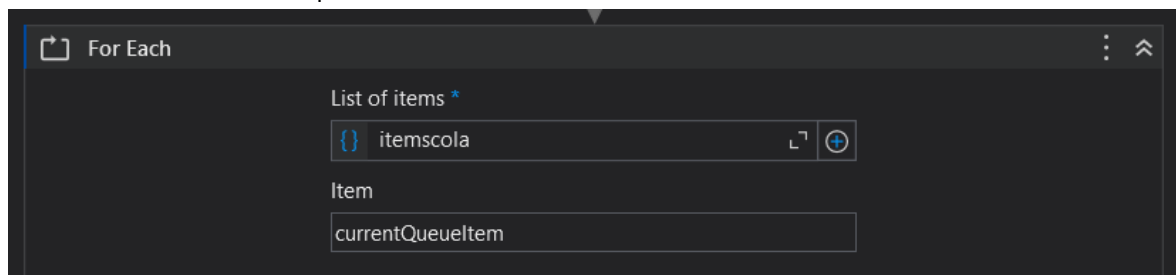 For Each
List of items *
{} itemscola
Item
currentQueueItem